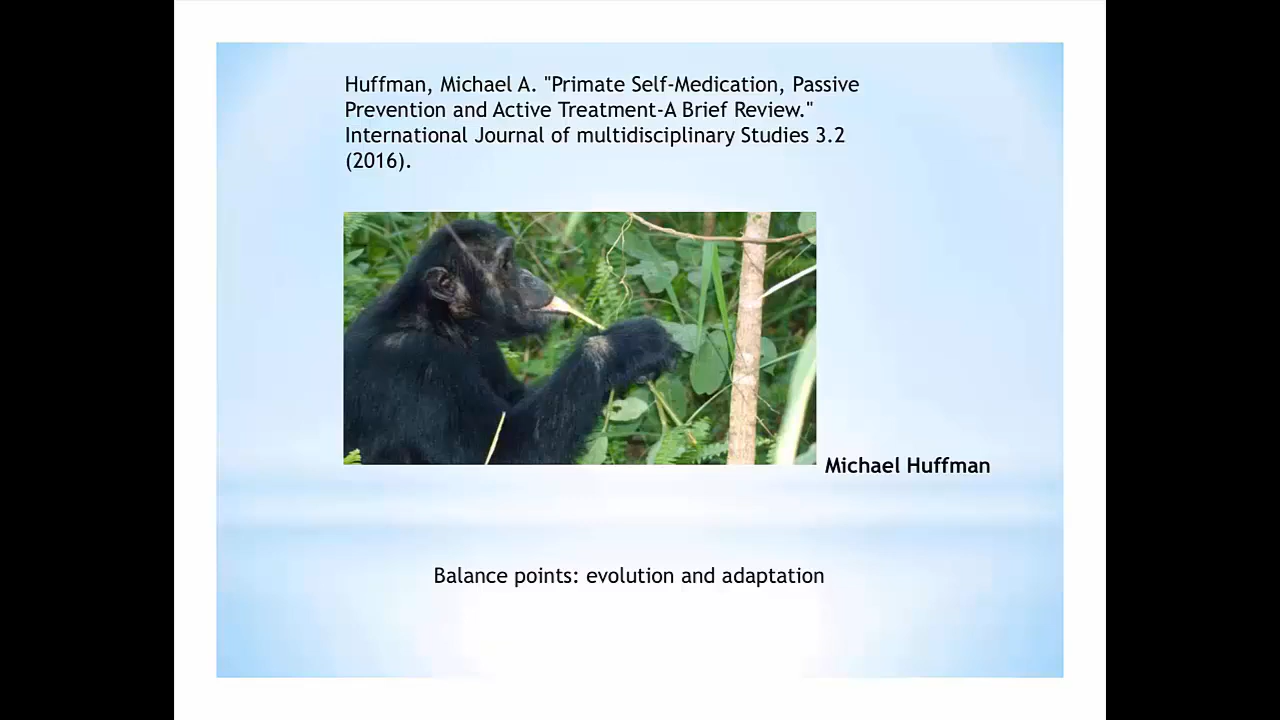 Huffman, Michael A. "Primate Self-Medication, Passive
Prevention and Active Treatment-A Brief Review."
International Journal of multidisciplinary Studies 3.2
(2016).
Michael Huffman
Balance points: evolution and adaptation